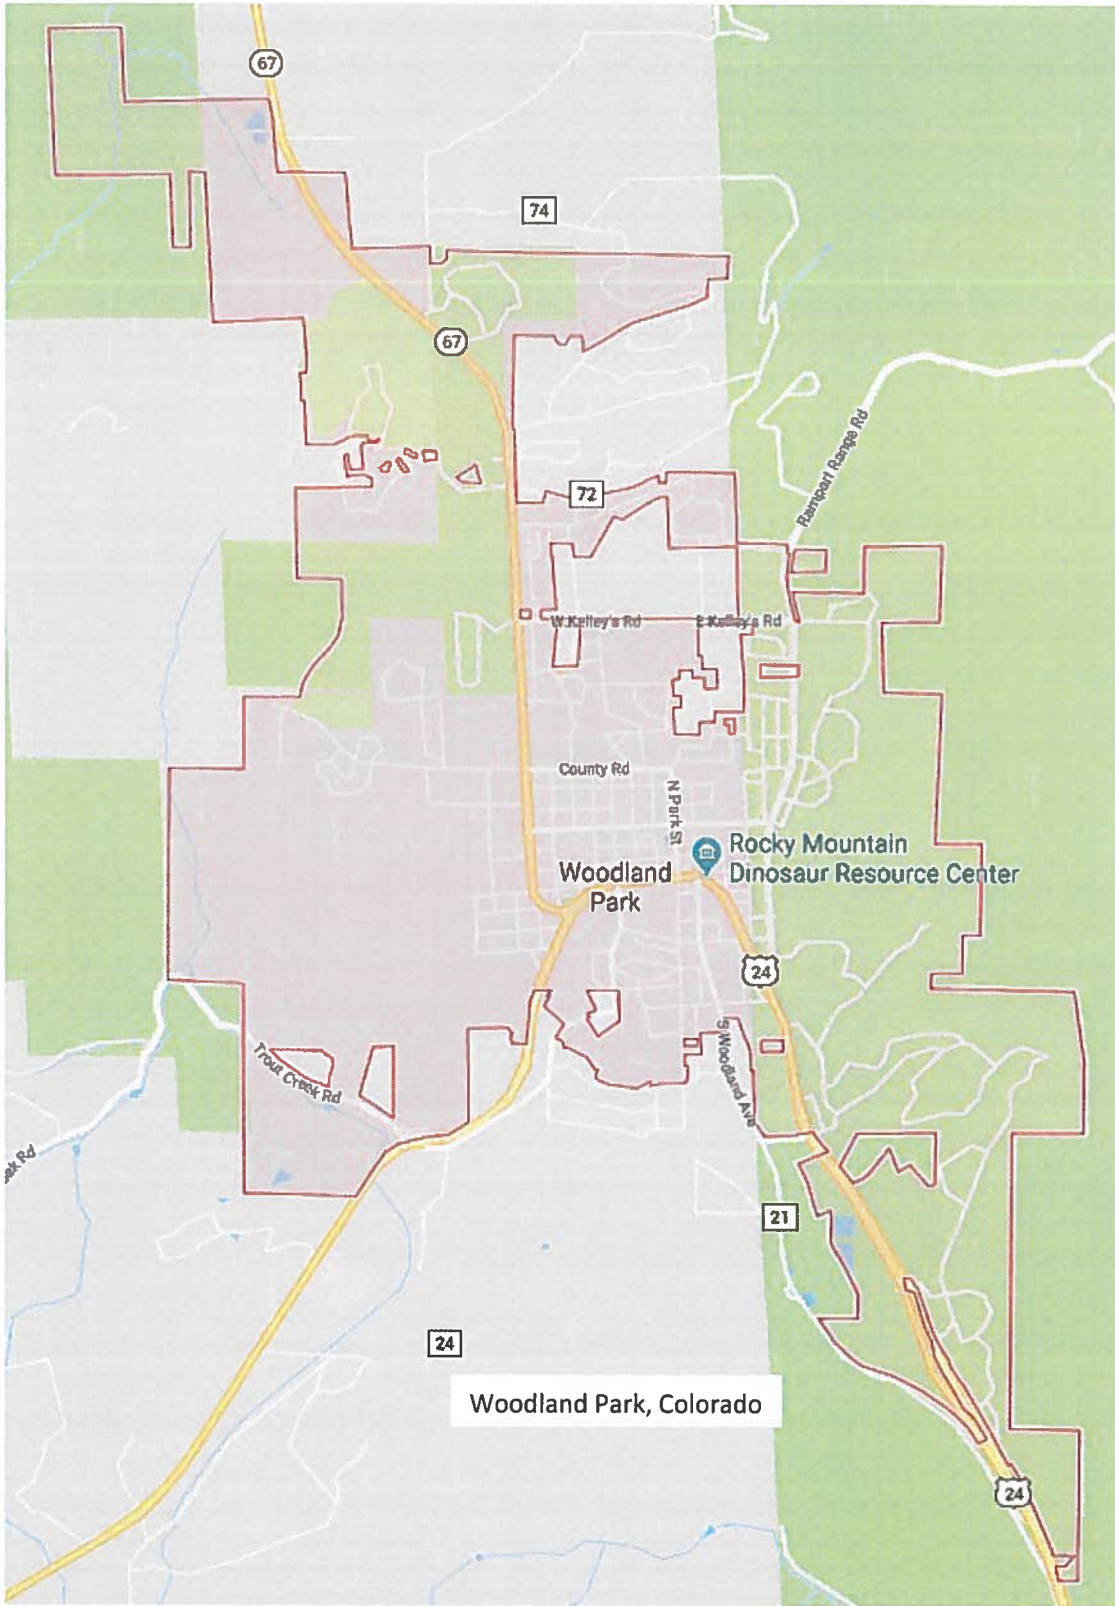 67
74
67
Rampart Range Rd
72
W Kelley's Rd
E Kelley's Rd
County Rd
N Park St
Rocky Mountain
Dinosaur Resource Center
Woodland
Park
24
S Woodland Ave
Trout Creek Rd
Rd
21
24
Woodland Park, Colorado
24